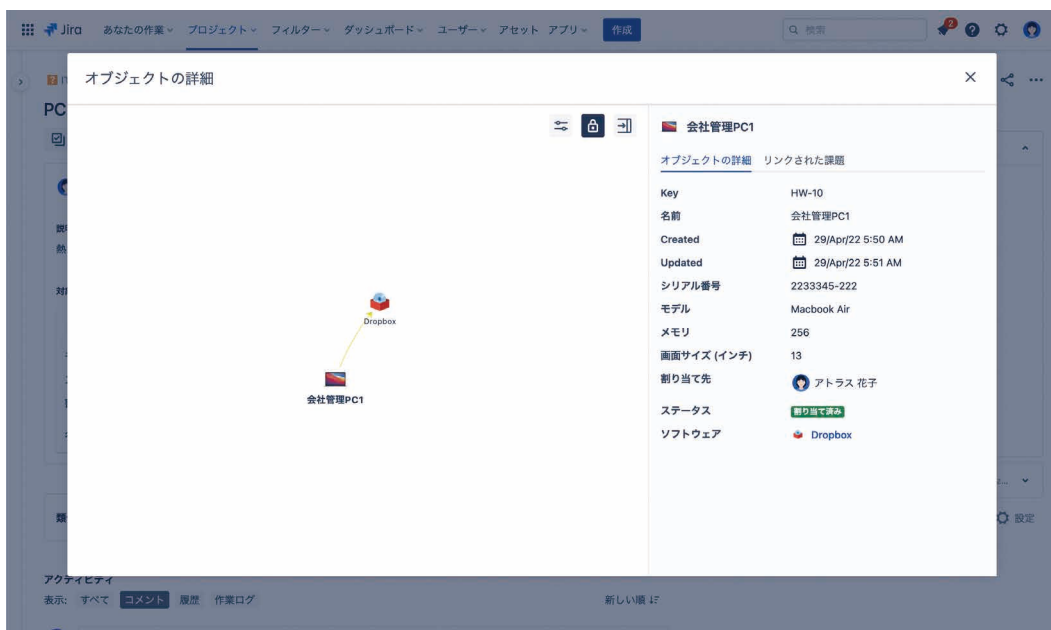 Jira あなたの作業 プロジェクト フィルター ダッシュボード ユーザー アセット アプリ 作成 検索 2
オブジェクトの詳細
PC
会社管理PC1
オブジェクトの詳細 リンクされた課題
Key HW-10
名前 会社管理PC1
Created 29/Apr/22 5:50 AM
Updated 29/Apr/22 5:51 AM
シリアル番号 2233345-222
モデル Macbook Air
メモリ 256
画面サイズ (インチ) 13
割り当て先 アトラス 花子
ステータス 割り当て済み
ソフトウェア Dropbox
Dropbox
会社管理PC1
設定
アクティビティ
表示: すべて コメント 履歴 作業ログ 新しい順